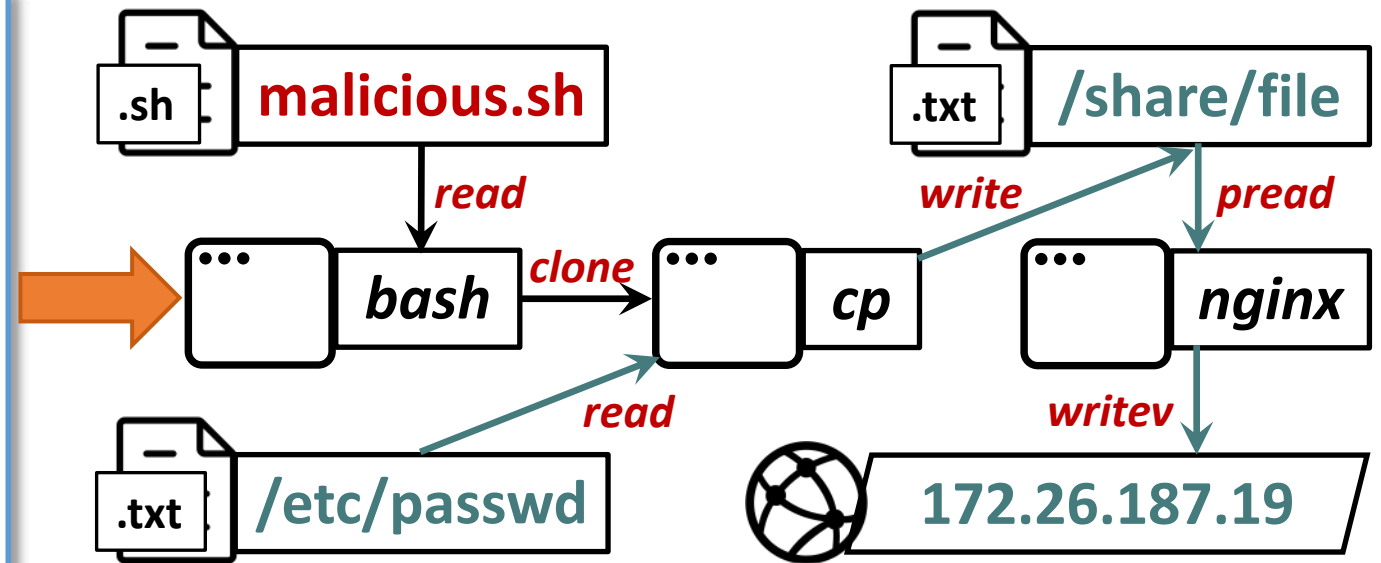 .sh
malicious.sh
.txt
/share/file
read
write
pread
bash
clone
cp
nginx
read
writev
.txt
/etc/passwd
172.26.187.19